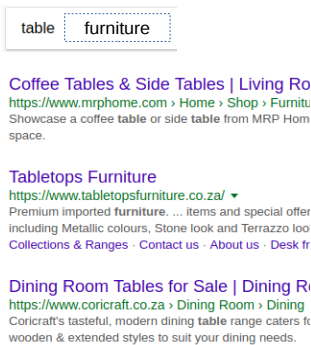 table furniture
Coffee Tables & Side Tables | Living Ro
https://www.mrphome.com › Home › Shop › Furnitu
Showcase a coffee table or side table from MRP Hom
space.
Tabletops Furniture
https://www.tabletopsfurniture.co.za/
Premium imported furniture. ... items and special offer
including Metallic colours, Stone look and Terrazzo loo
Collections & Ranges · Contact us · About us · Desk fr
Dining Room Tables for Sale | Dining R
https://www.coricraft.co.za › Dining Room › Dining
Coricraft's tasteful, modern dining table range caters fo
wooden & extended styles to suit your dining needs.